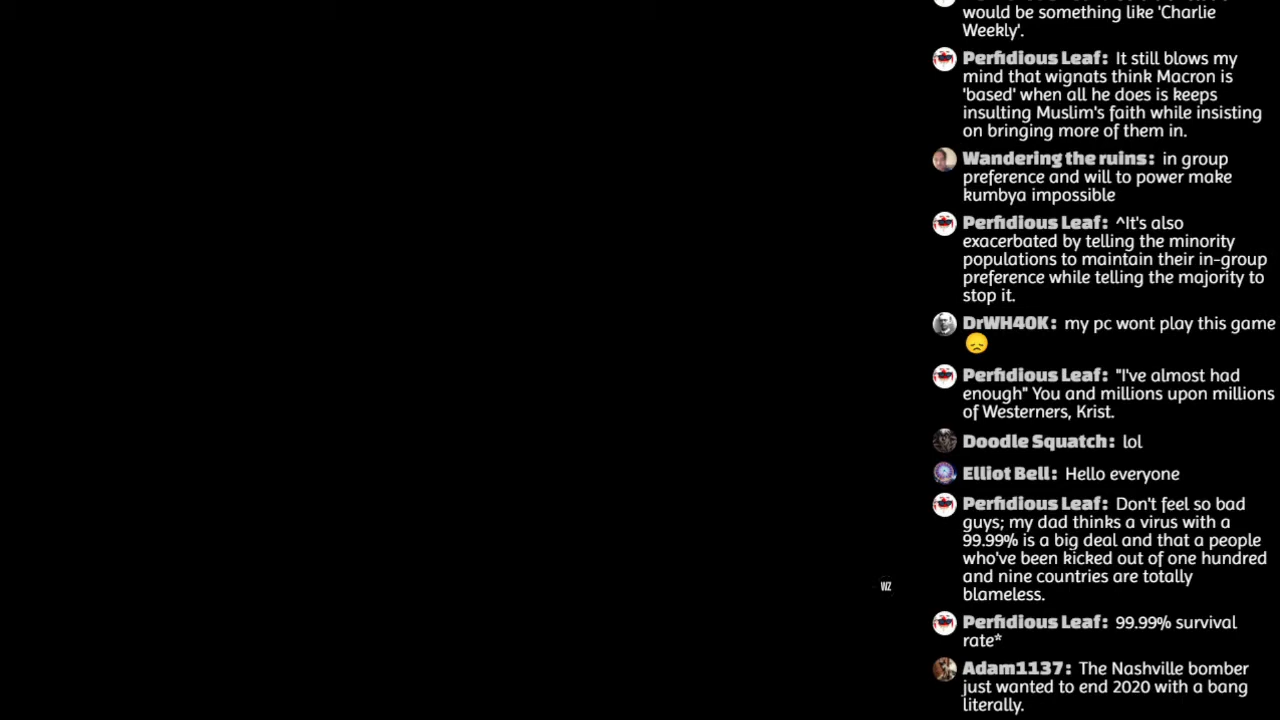 would be something like 'Charlie
Weekly'.
Perfidious Leaf: It still blows my
mind that wignats think Macron is
'based' when all he does is keeps
insulting Muslim's faith while insisting
on bringing more of them in.
Wandering the ruins: in group
preference and will to power make
kumbya impossible
Perfidious Leaf: ^It's also
exacerbated by telling the minority
populations to maintain their in-group
preference while telling the majority to
stop it.
DrWH40K: my pc wont play this game
😞
Perfidious Leaf: "I've almost had
enough" You and millions upon millions
of Westerners, Krist.
Doodle Squatch: lol
Elliot Bell: Hello everyone
Perfidious Leaf: Don't feel so bad
guys; my dad thinks a virus with a
99.99% is a big deal and that a people
who've been kicked out of one hundred
and nine countries are totally
blameless.
WZ
Perfidious Leaf: 99.99% survival
rate*
Adam1137: The Nashville bomber
just wanted to end 2020 with a bang
literally.